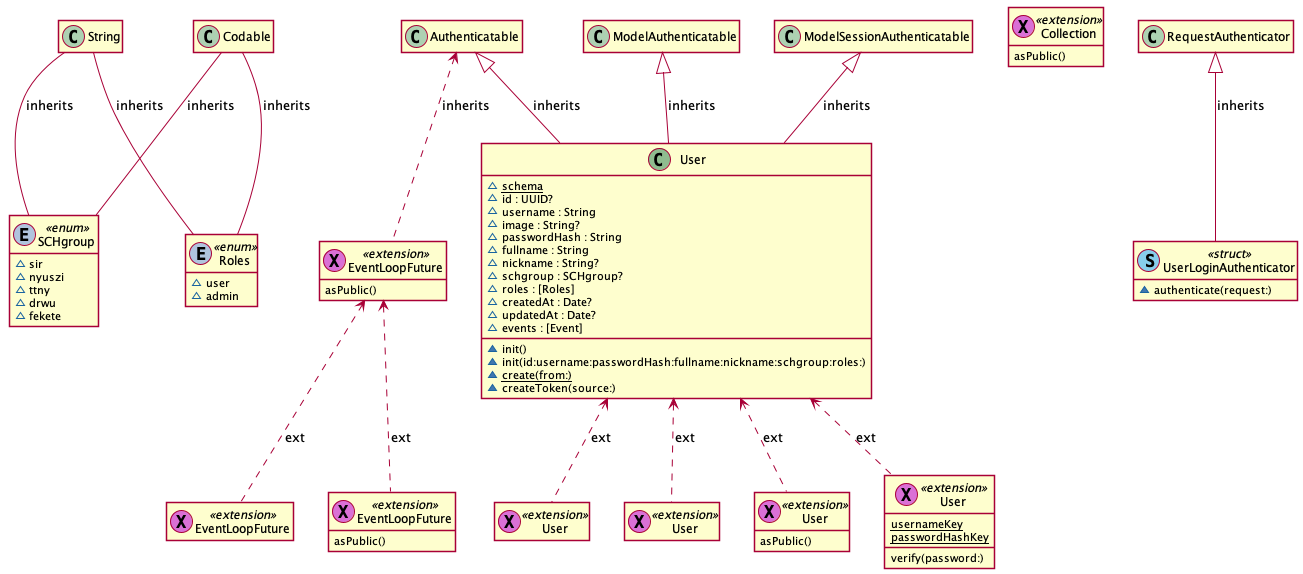 C String
C Codable
C Authenticatable
C ModelAuthenticatable
C ModelSessionAuthenticatable
X «extension»
Collection
asPublic()
C RequestAuthenticator
inherits
inherits
inherits
inherits
inherits
inherits
inherits
inherits
inherits
E «enum»
SCHgroup
sir
nyuszi
ttny
drwu
fekete
E «enum»
Roles
user
admin
X «extension»
EventLoopFuture
asPublic()
C User
schema
id : UUID?
username : String
image : String?
passwordHash : String
fullname : String
nickname : String?
schgroup : SCHgroup?
roles : [Roles]
createdAt : Date?
updatedAt : Date?
events : [Event]
init()
init(id:username:passwordHash:fullname:nickname:schgroup:roles:)
create(from:)
createToken(source:)
S «struct»
UserLoginAuthenticator
authenticate(request:)
ext
ext
ext
ext
ext
ext
X «extension»
EventLoopFuture
X «extension»
EventLoopFuture
asPublic()
X «extension»
User
X «extension»
User
X «extension»
User
asPublic()
X «extension»
User
usernameKey
passwordHashKey
verify(password:)